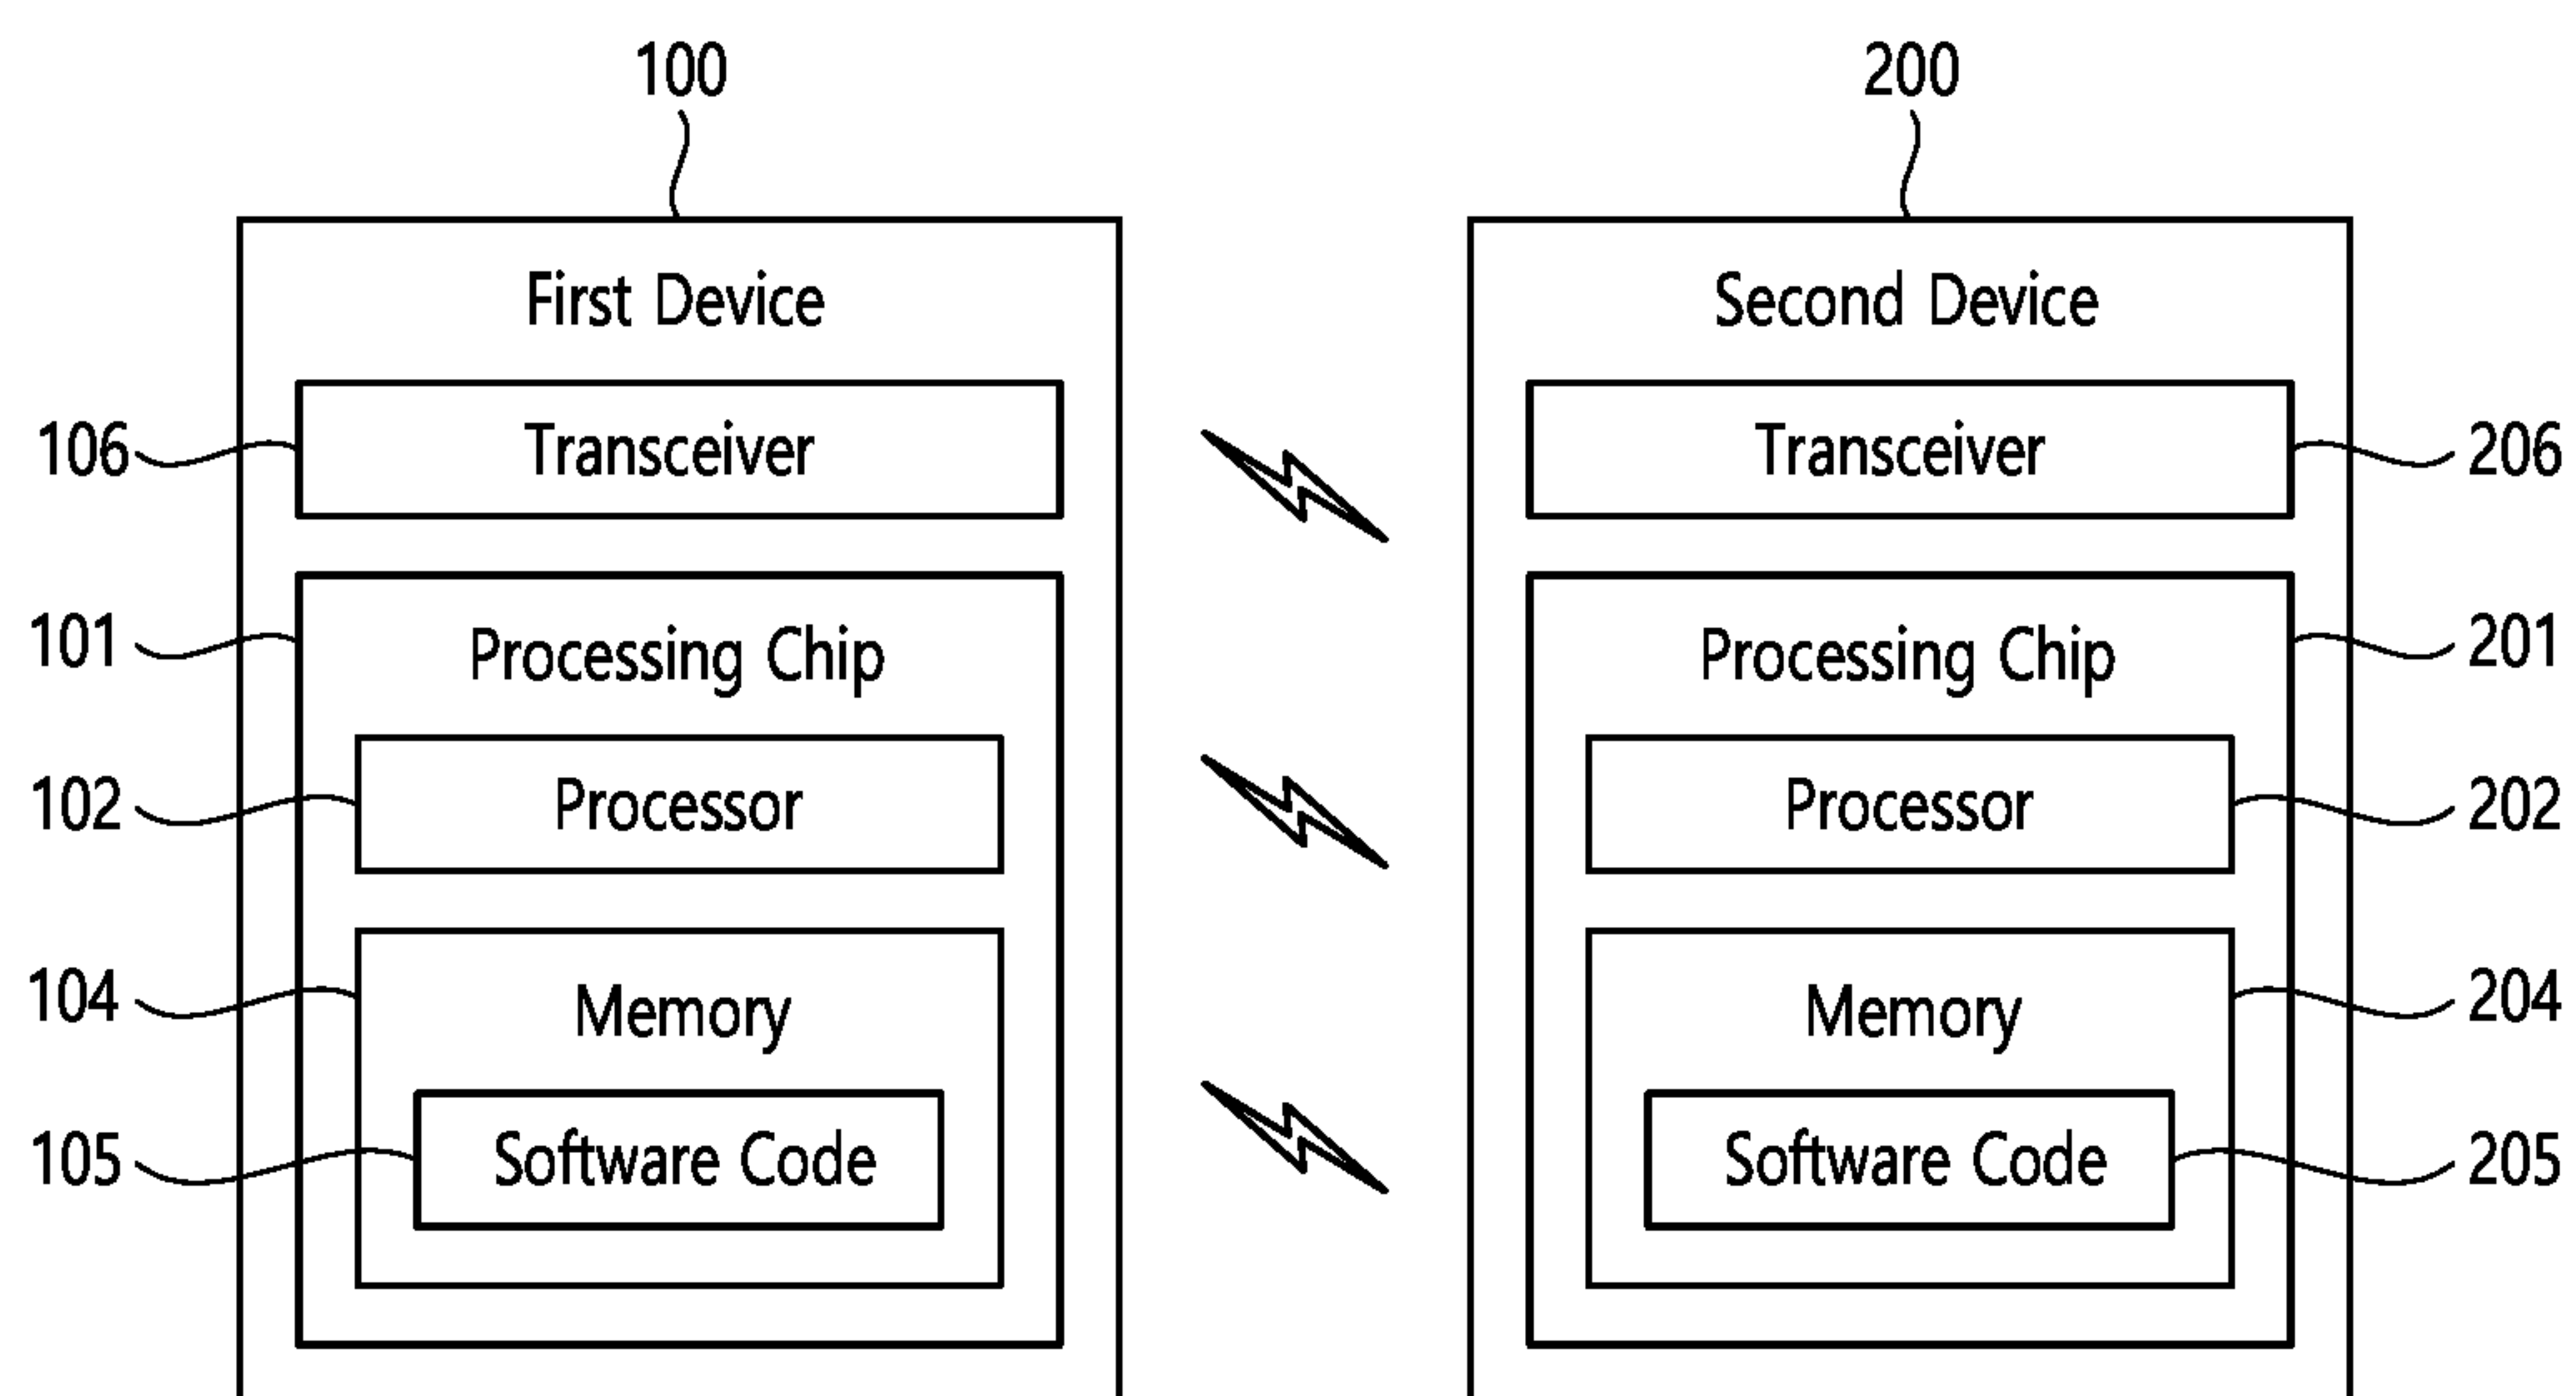 100
200
First Device
Second Device
106
Transceiver
Transceiver
206
101
Processing Chip
Processing Chip
201
102
Processor
Processor
202
104
Memory
Memory
204
105
Software Code
Software Code
205